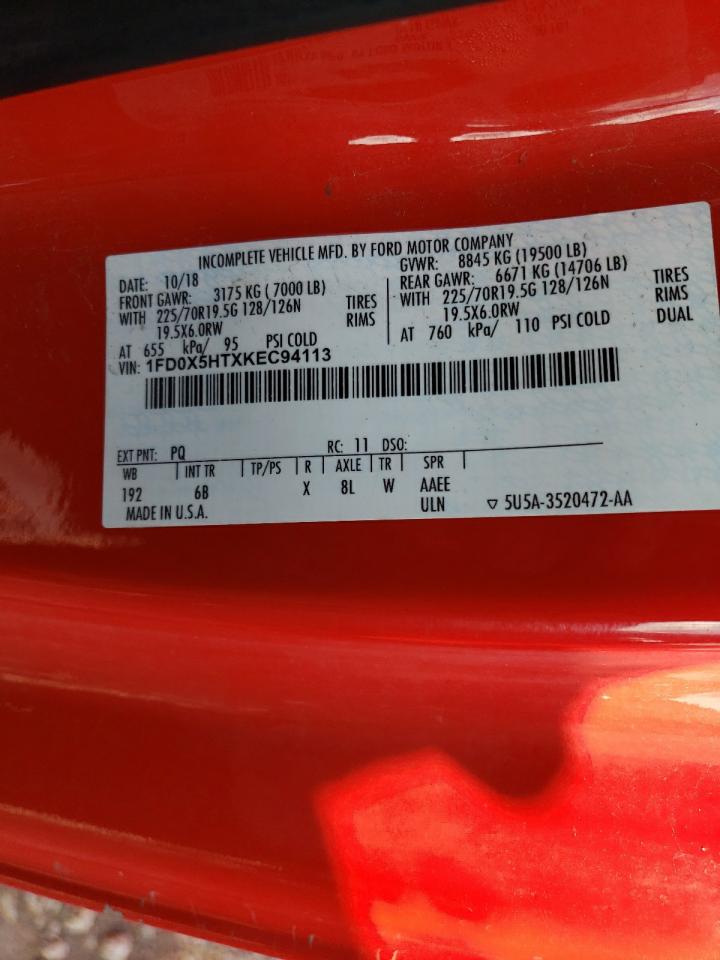 INCOMPLETE VEHICLE MFD. BY FORD MOTOR COMPANY
DATE: 10/18 GVWR: 8845 KG (19500 LB)
FRONT GAWR: 3175 KG ( 7000 LB) REAR GAWR: 6671 KG (14706 LB)
WITH 225/70R19.5G 128/126N TIRES WITH 225/70R19.5G 128/126N TIRES
19.5X6.0RW RIMS 19.5X6.0RW RIMS
AT 655 kPa/ 95 PSI COLD AT 760 kPa/ 110 PSI COLD DUAL
VIN: 1FD0X5HTXKEC94113
EXT PNT: PQ RC: 11 DSO:
WB INT TR TP/PS R AXLE TR SPR
192 6B X 8L W AAEE
MADE IN U.S.A. ULN ▽ 5U5A-3520472-AA